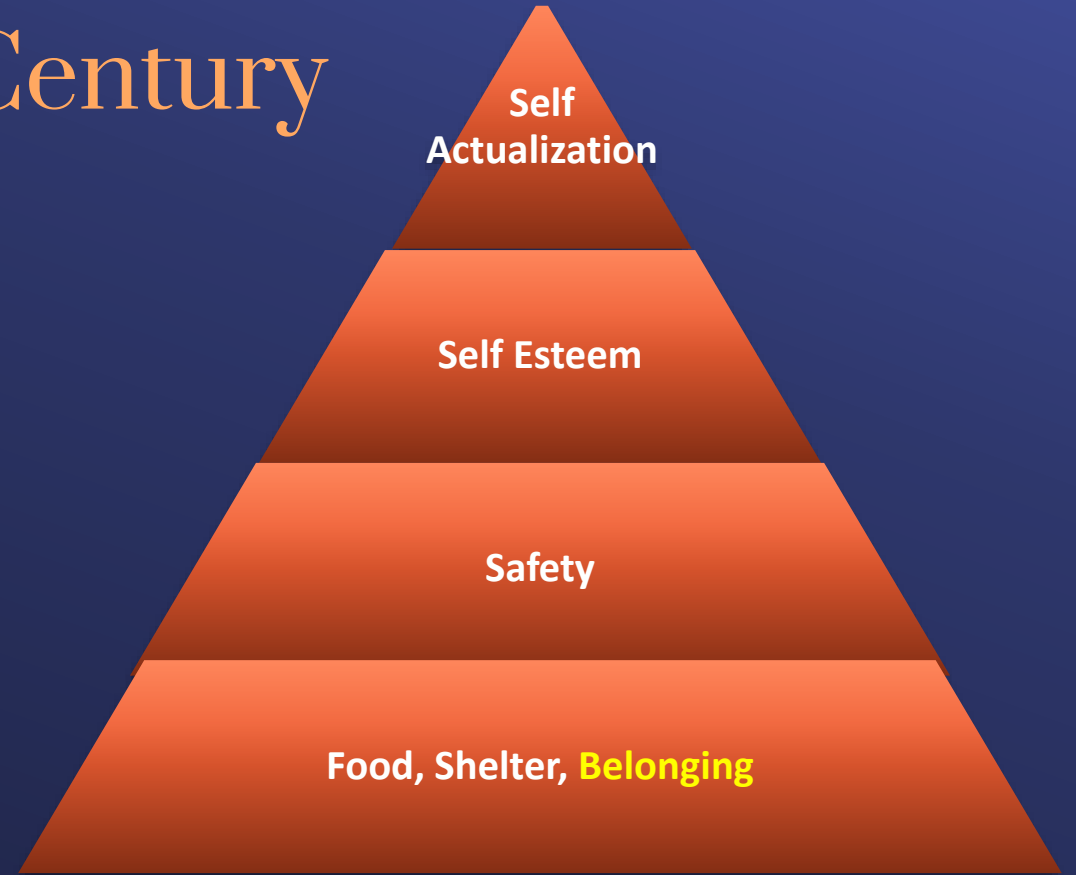 Century
Self
Actualization
Self Esteem
Safety
Food, Shelter, Belonging